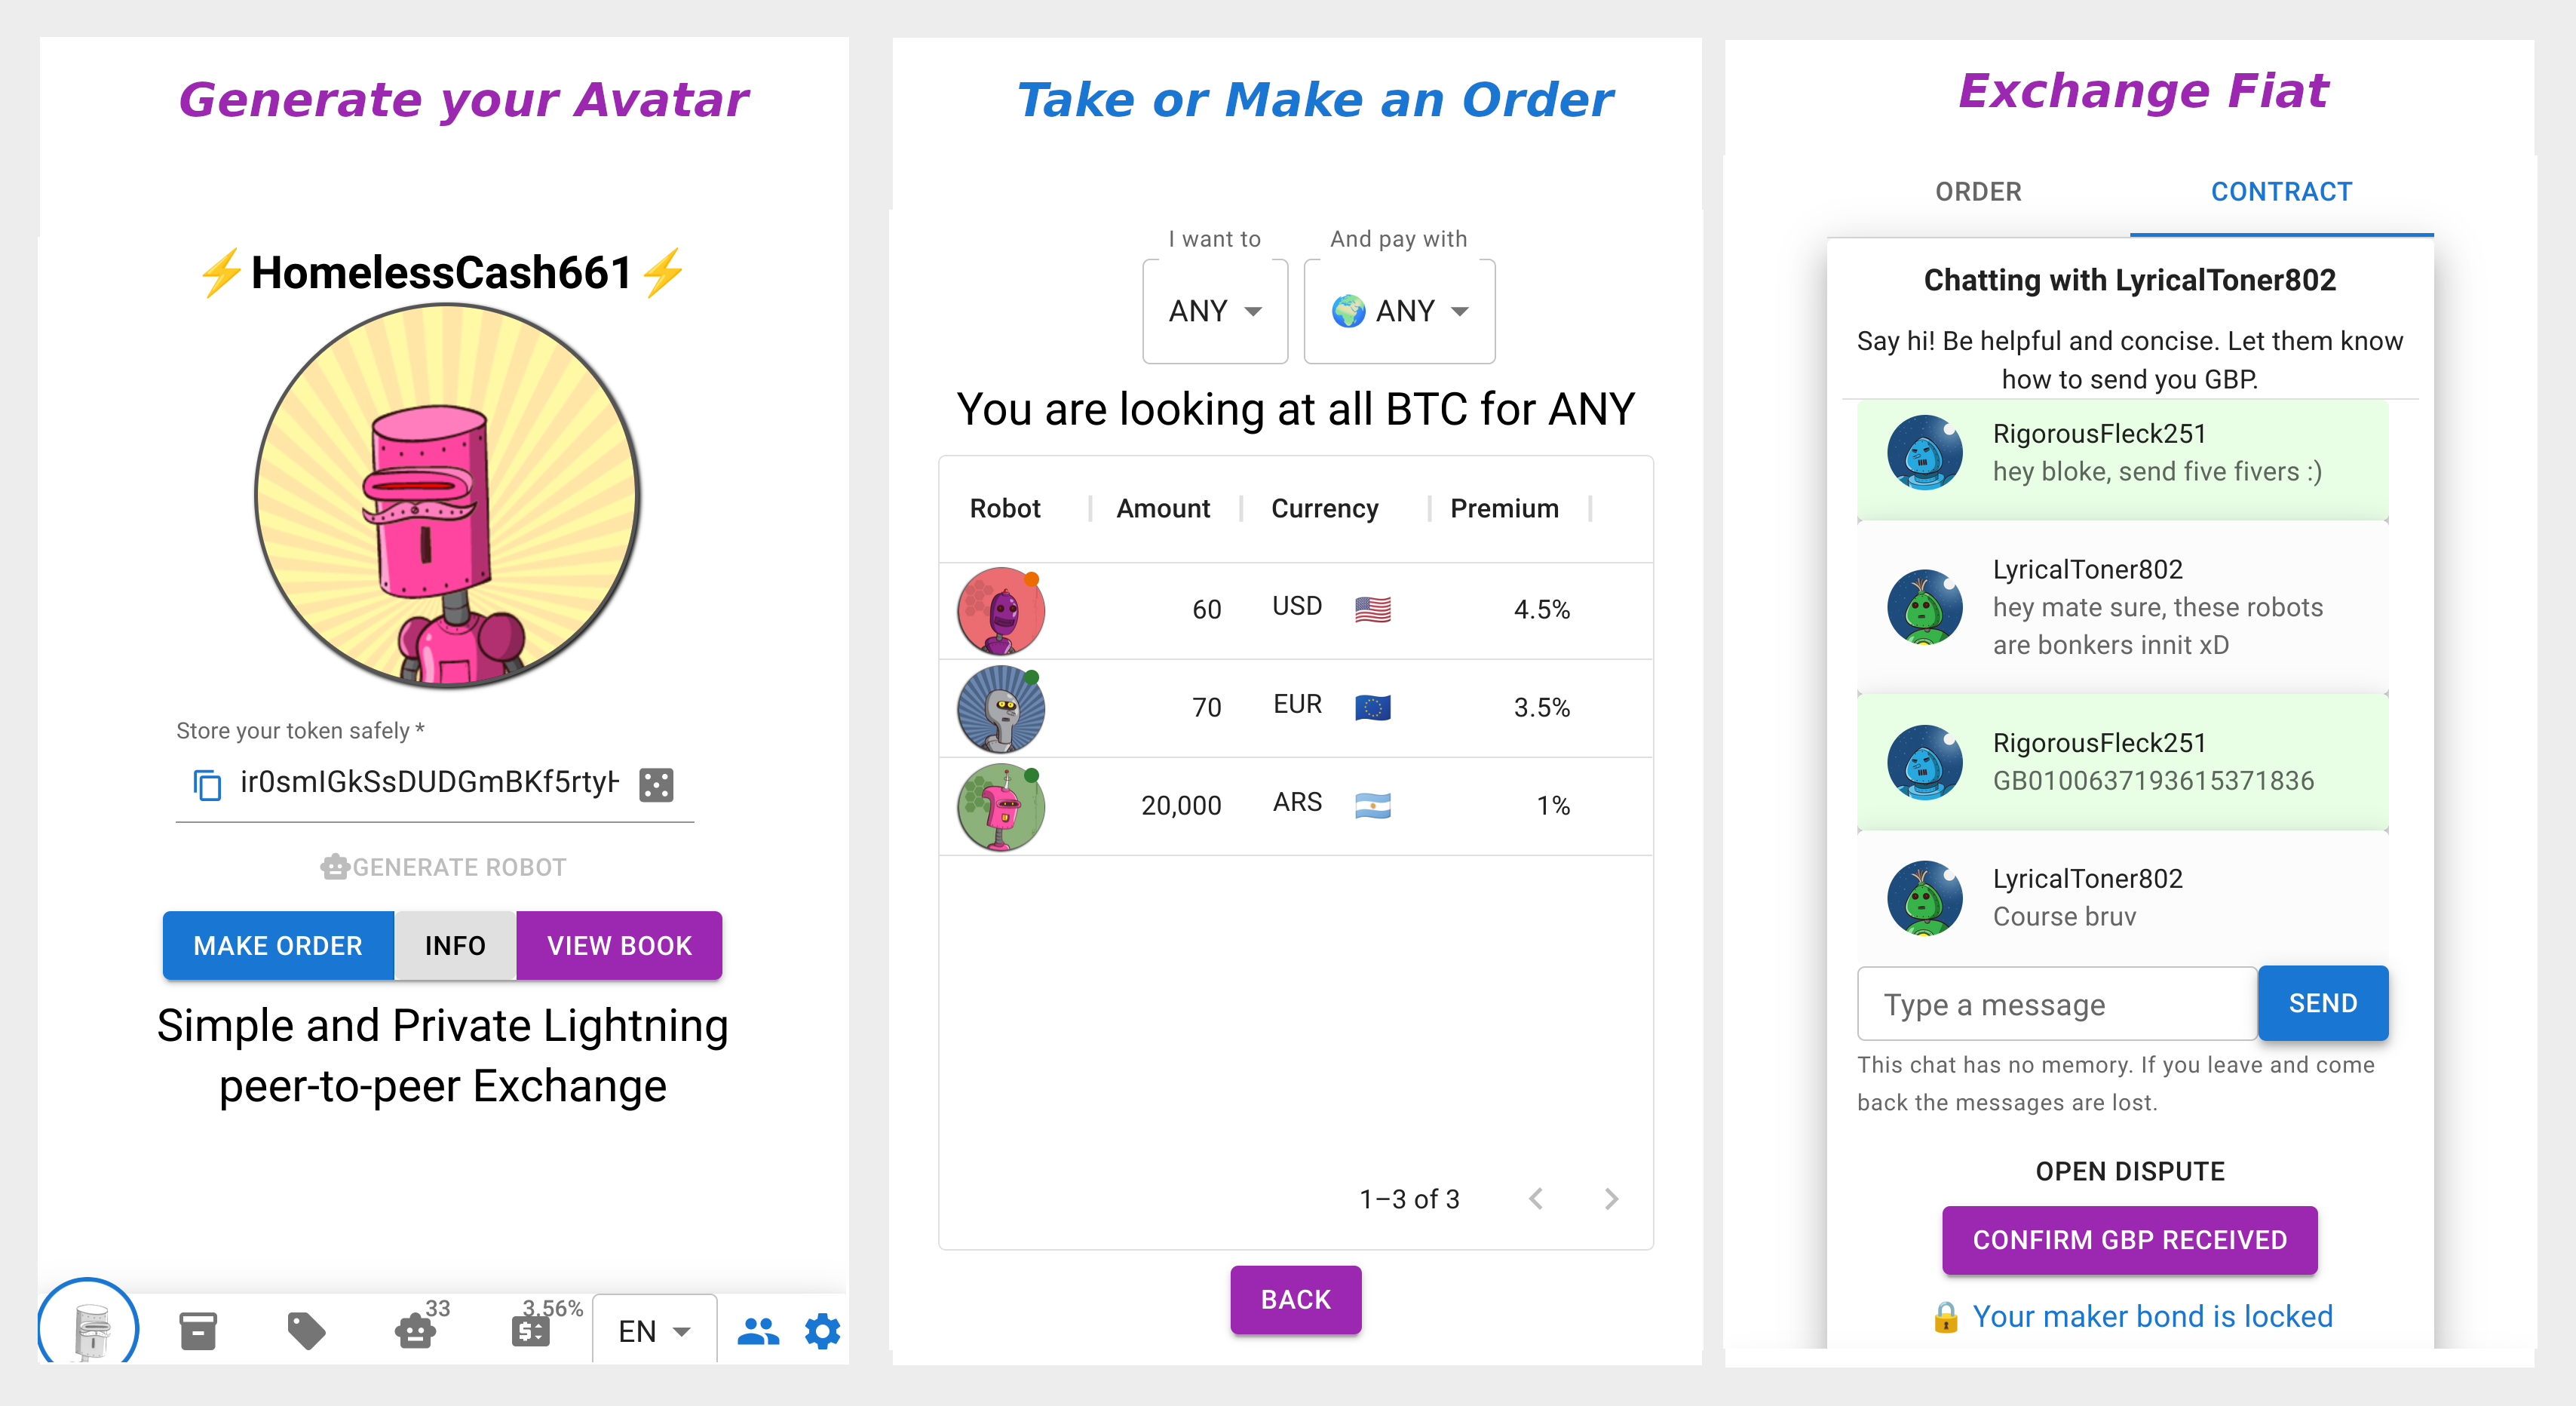 Generate your Avatar
⚡HomelessCash661⚡
Store your token safely *
ir0smIGkSsDUDGmBKf5rtyH
GENERATE ROBOT
MAKE ORDER INFO VIEW BOOK
Simple and Private Lightning
peer-to-peer Exchange
33 3.56% EN
Take or Make an Order
I want to And pay with
ANY ANY
You are looking at all BTC for ANY
Robot Amount Currency Premium
60 USD 4.5%
70 EUR 3.5%
20,000 ARS 1%
1–3 of 3
BACK
Exchange Fiat
ORDER CONTRACT
Chatting with LyricalToner802
Say hi! Be helpful and concise. Let them know
how to send you GBP.
RigorousFleck251
hey bloke, send five fivers :)
LyricalToner802
hey mate sure, these robots
are bonkers innit xD
RigorousFleck251
GB0100637193615371836
LyricalToner802
Course bruv
Type a message SEND
This chat has no memory. If you leave and come
back the messages are lost.
OPEN DISPUTE
CONFIRM GBP RECEIVED
Your maker bond is locked